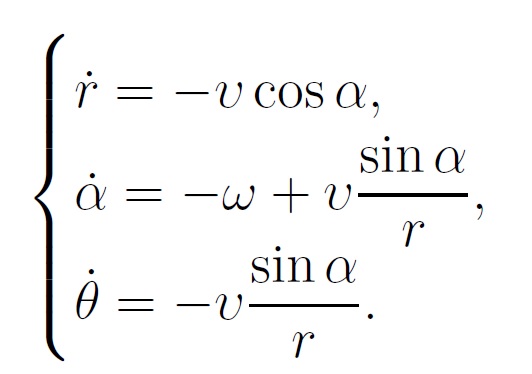 ṙ = −υ cos α,
α̇ = −ω + υ sin α / r,
θ̇ = −υ sin α / r.